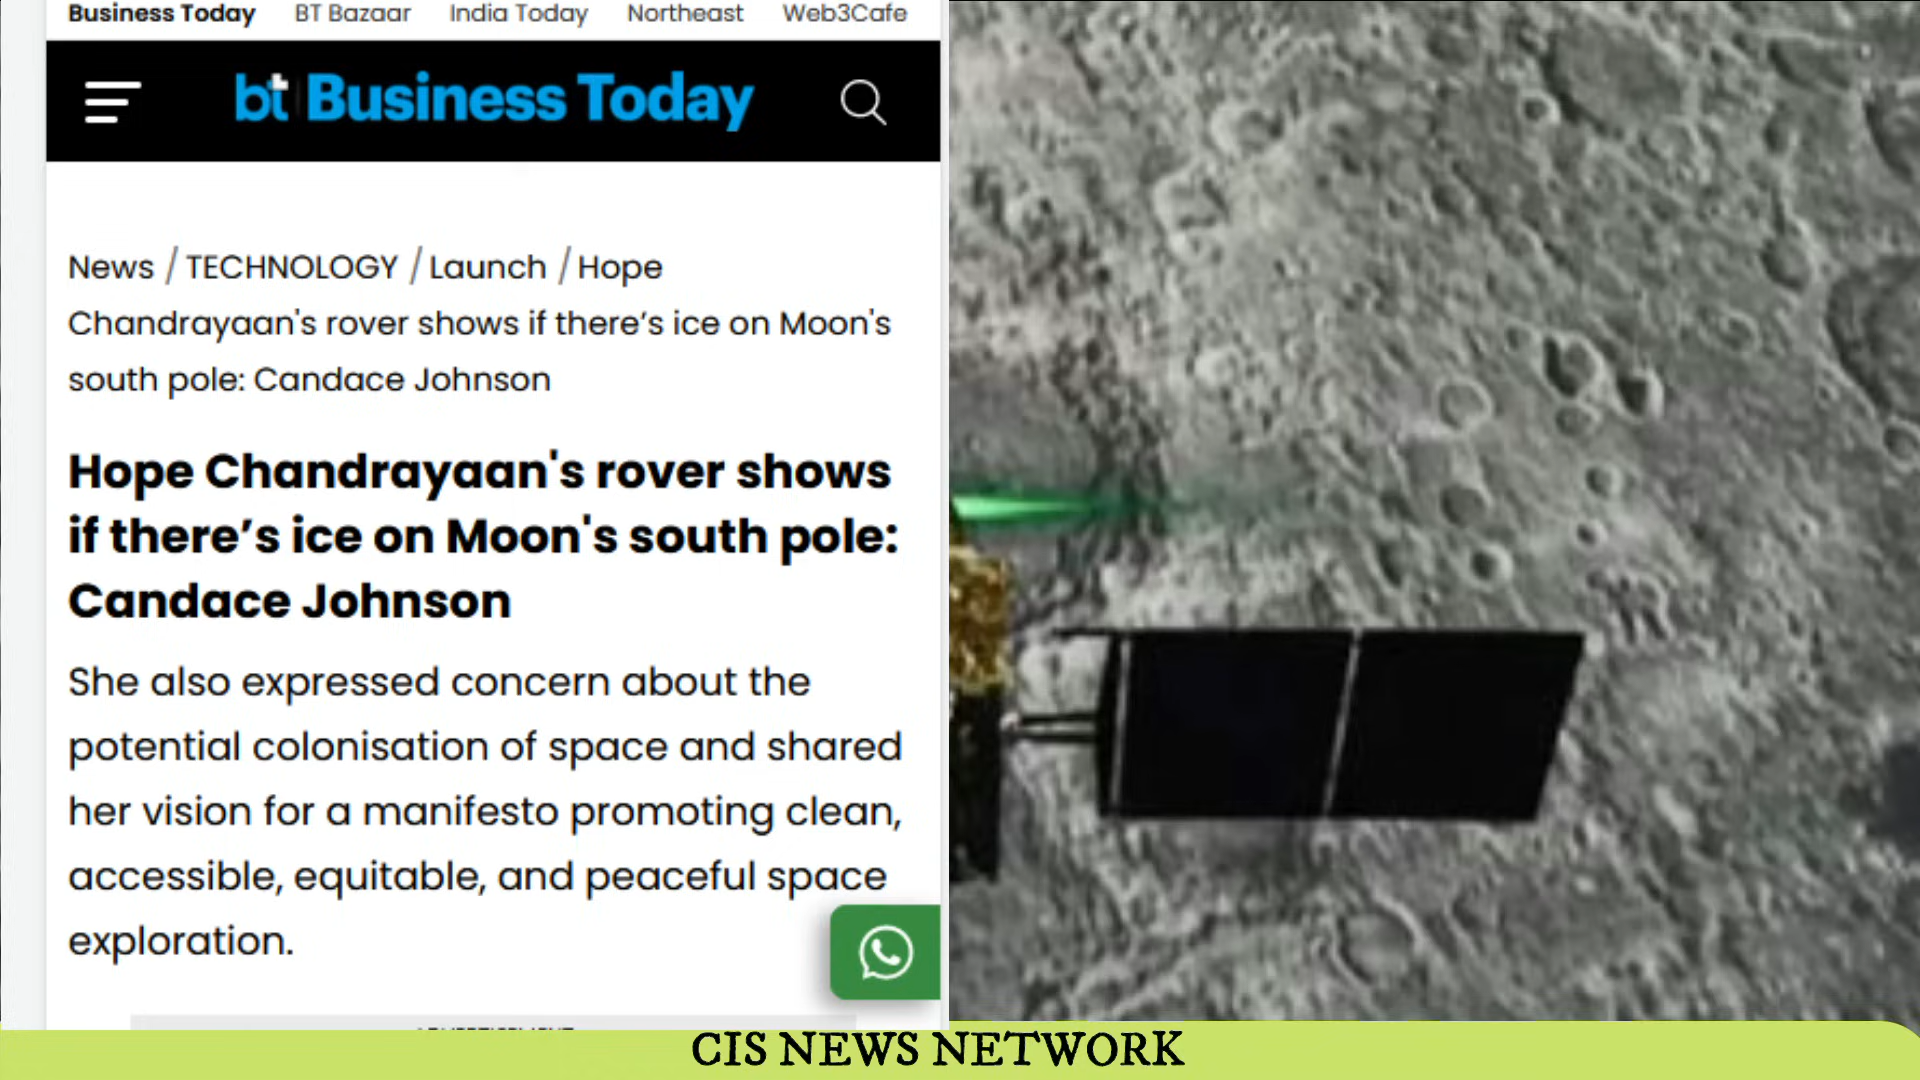 Business Today BT Bazaar India Today Northeast Web3Cafe
bt Business Today
News / TECHNOLOGY / Launch / Hope
Chandrayaan's rover shows if there’s ice on Moon's
south pole: Candace Johnson
Hope Chandrayaan's rover shows
if there’s ice on Moon's south pole:
Candace Johnson
She also expressed concern about the
potential colonisation of space and shared
her vision for a manifesto promoting clean,
accessible, equitable, and peaceful space
exploration.
CIS NEWS NETWORK